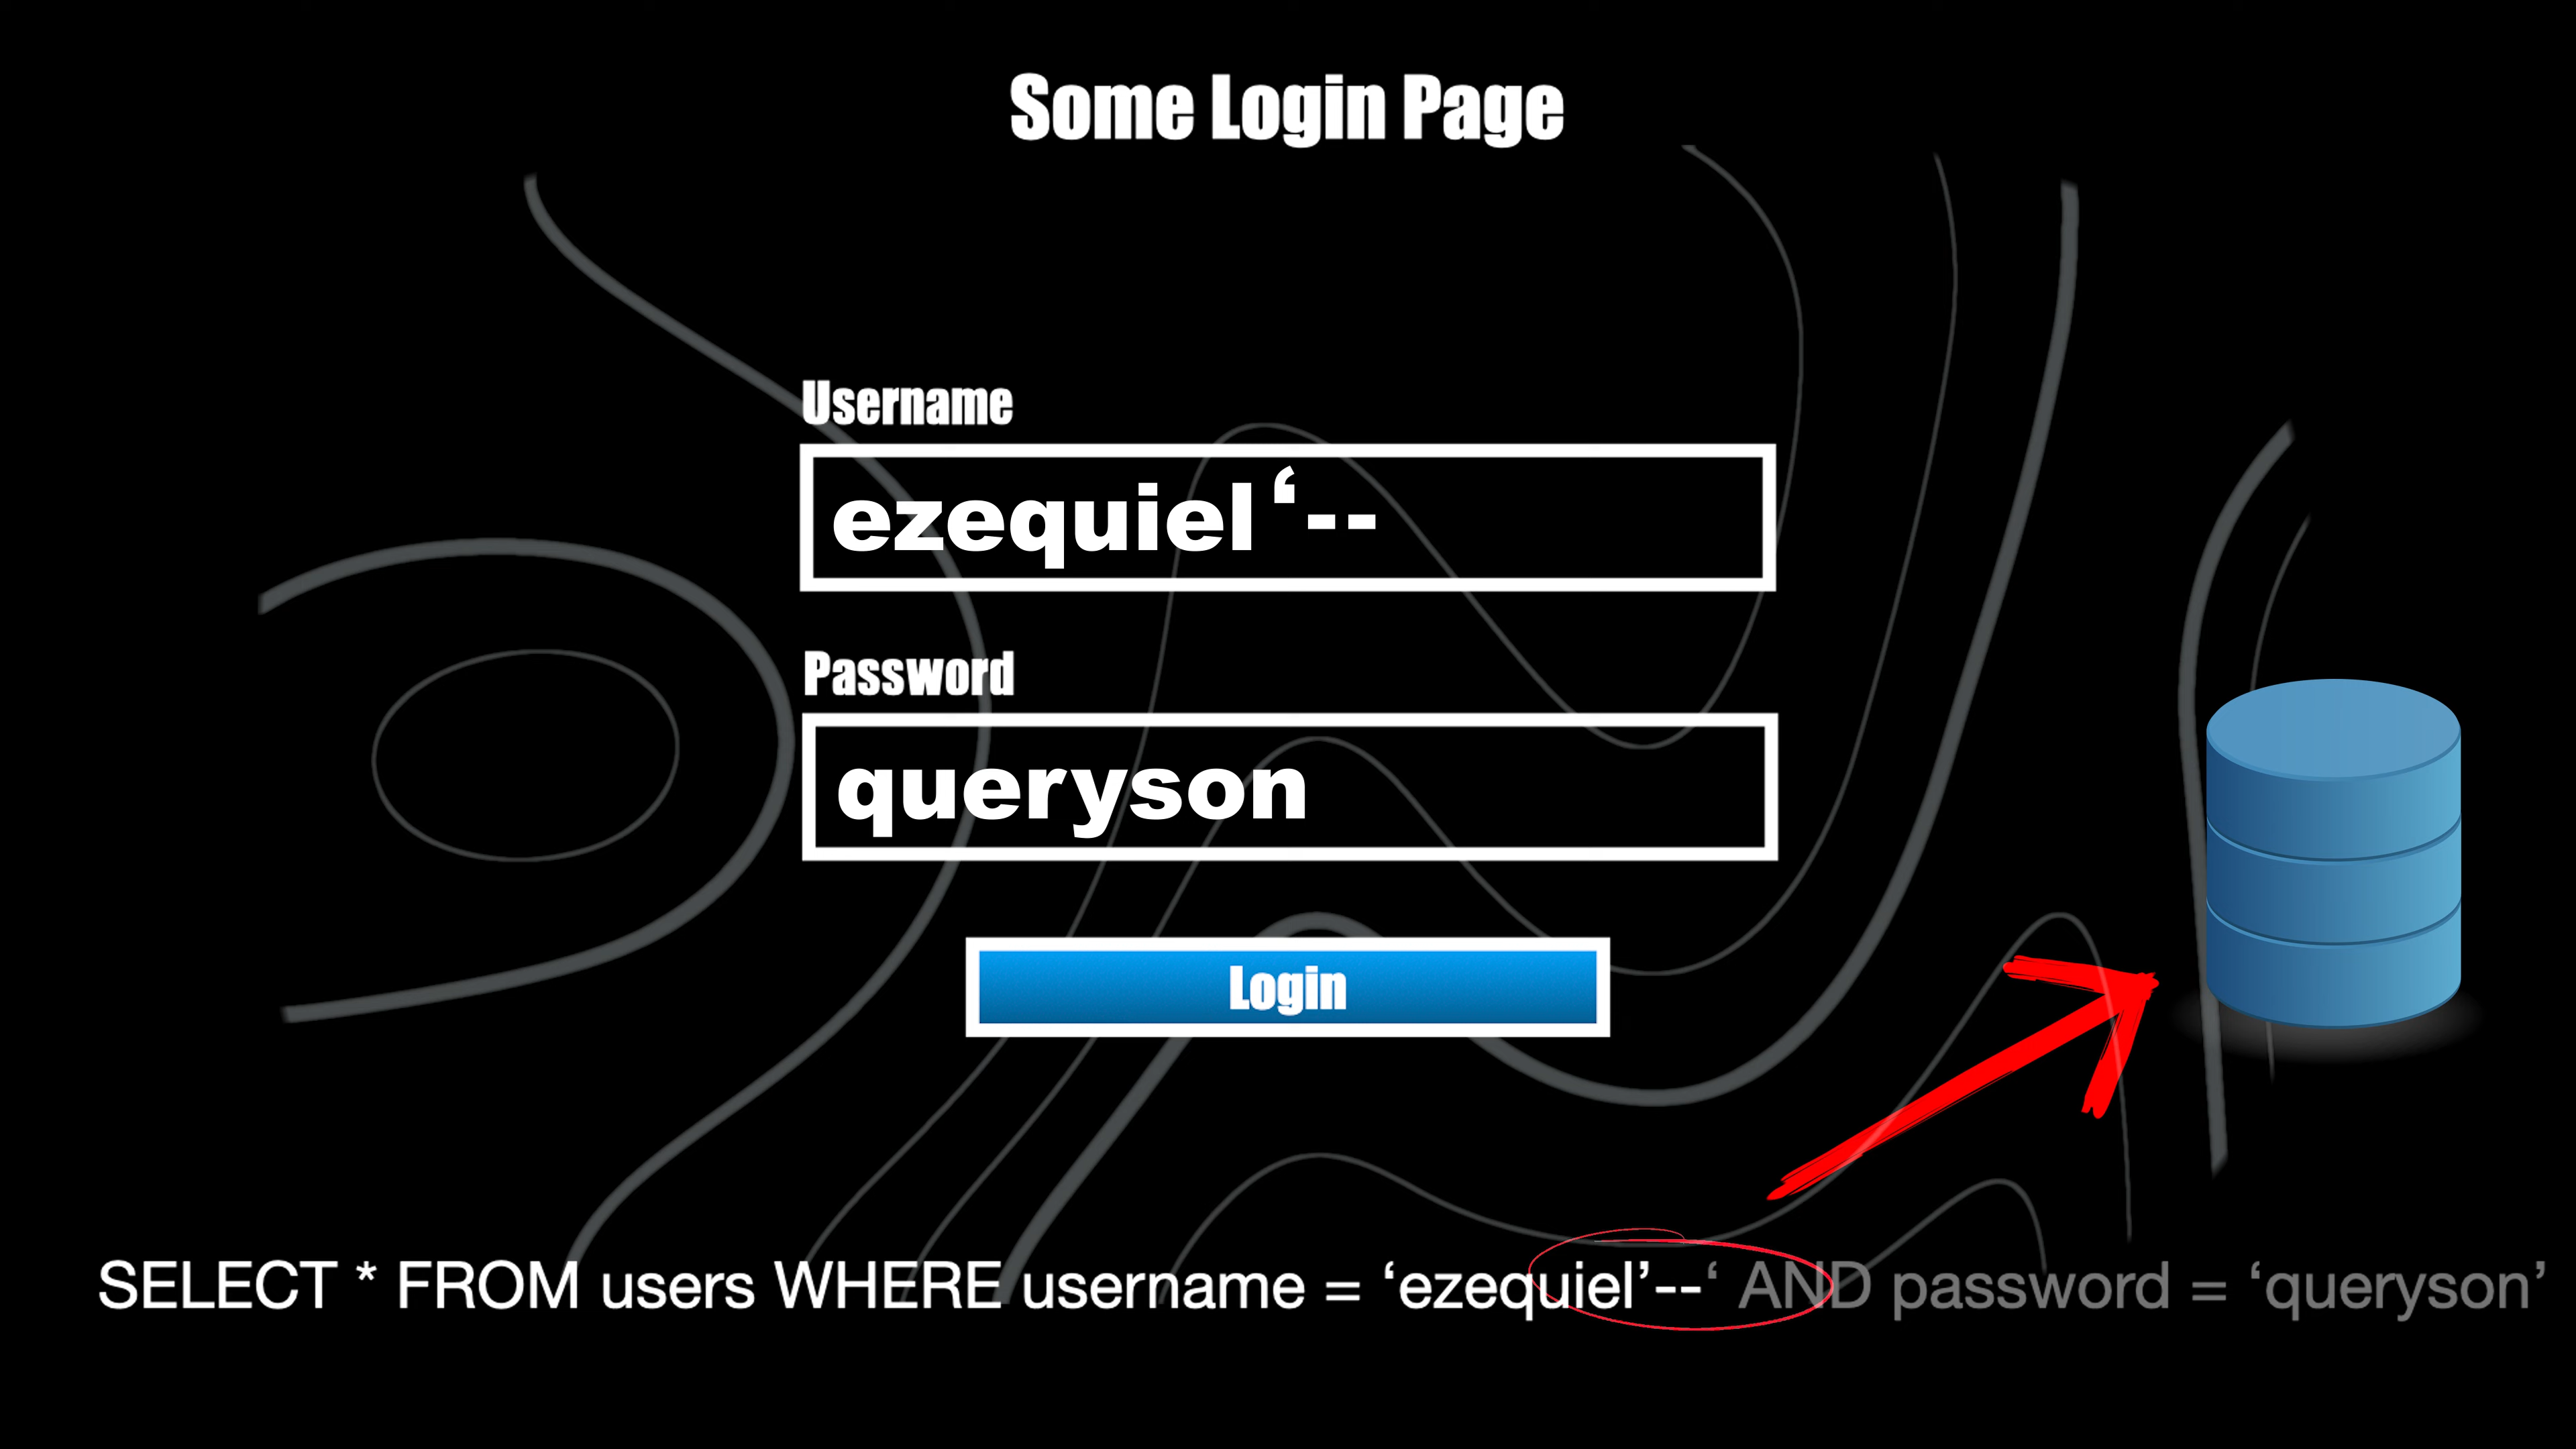 Some Login Page
Username
ezequiel‘--
Password
queryson
Login
SELECT * FROM users WHERE username = ‘ezequiel’--‘ AND password = ‘queryson’